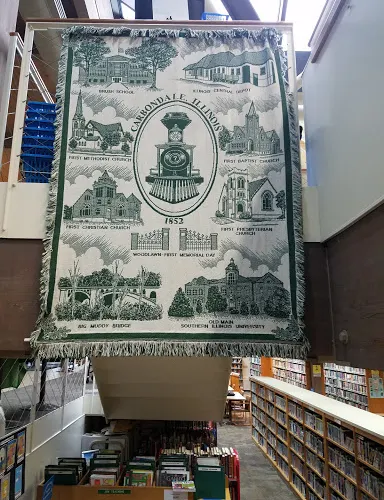 BRUSH SCHOOL
ILLINOIS CENTRAL DEPOT
CARBONDALE, ILLINOIS
FIRST METHODIST CHURCH
FIRST BAPTIST CHURCH
FIRST CHRISTIAN CHURCH
FIRST PRESBYTERIAN
CHURCH
1852
WOODLAWN-FIRST MEMORIAL DAY
BIG MUDDY BRIDGE
OLD MAIN
SOUTHERN ILLINOIS UNIVERSITY